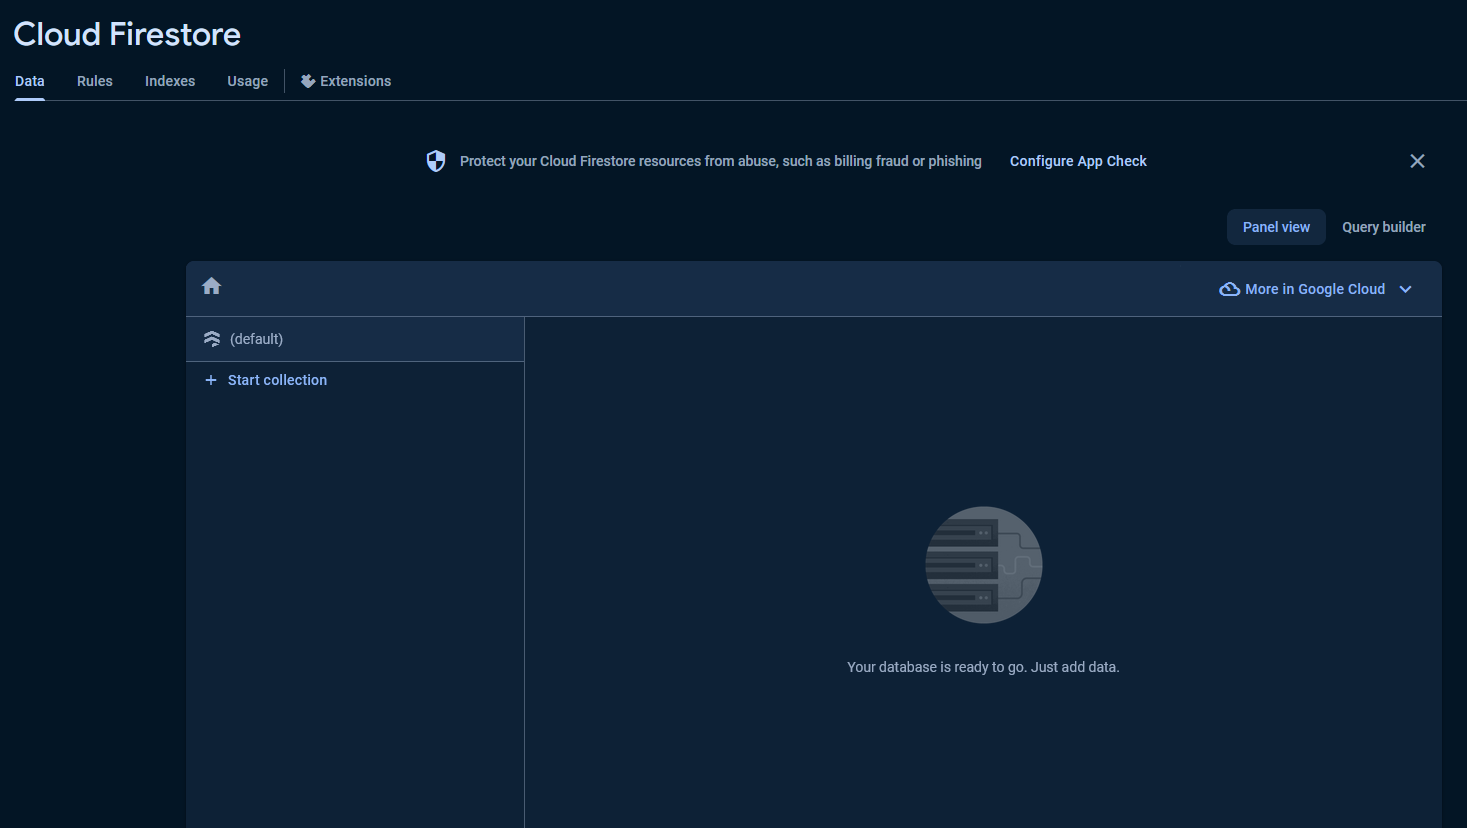 Cloud Firestore
Data Rules Indexes Usage Extensions
Protect your Cloud Firestore resources from abuse, such as billing fraud or phishing Configure App Check
Panel view Query builder
More in Google Cloud
(default)
Start collection
Your database is ready to go. Just add data.